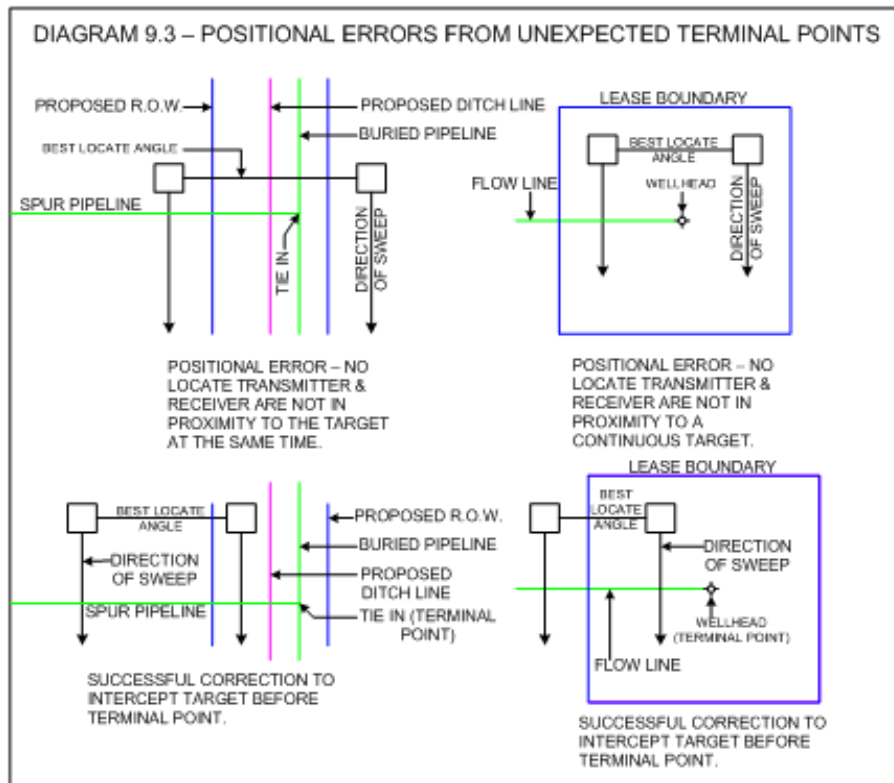 DIAGRAM 9.3 – POSITIONAL ERRORS FROM UNEXPECTED TERMINAL POINTS
PROPOSED R.O.W.
PROPOSED DITCH LINE
BURIED PIPELINE
BEST LOCATE ANGLE
SPUR PIPELINE
TIE IN
DIRECTION
OF SWEEP
POSITIONAL ERROR – NO
LOCATE TRANSMITTER &
RECEIVER ARE NOT IN
PROXIMITY TO THE TARGET
AT THE SAME TIME.
LEASE BOUNDARY
BEST LOCATE
ANGLE
FLOW LINE
WELLHEAD
DIRECTION
OF SWEEP
POSITIONAL ERROR – NO
LOCATE TRANSMITTER &
RECEIVER ARE NOT IN
PROXIMITY TO A
CONTINUOUS TARGET.
BEST LOCATE
ANGLE
PROPOSED R.O.W.
BURIED PIPELINE
DIRECTION
OF SWEEP
PROPOSED
DITCH LINE
SPUR PIPELINE
TIE IN (TERMINAL
POINT)
SUCCESSFUL CORRECTION TO
INTERCEPT TARGET BEFORE
TERMINAL POINT.
LEASE BOUNDARY
BEST
LOCATE
ANGLE
DIRECTION
OF SWEEP
WELLHEAD
(TERMINAL POINT)
FLOW LINE
SUCCESSFUL CORRECTION TO
INTERCEPT TARGET BEFORE
TERMINAL POINT.